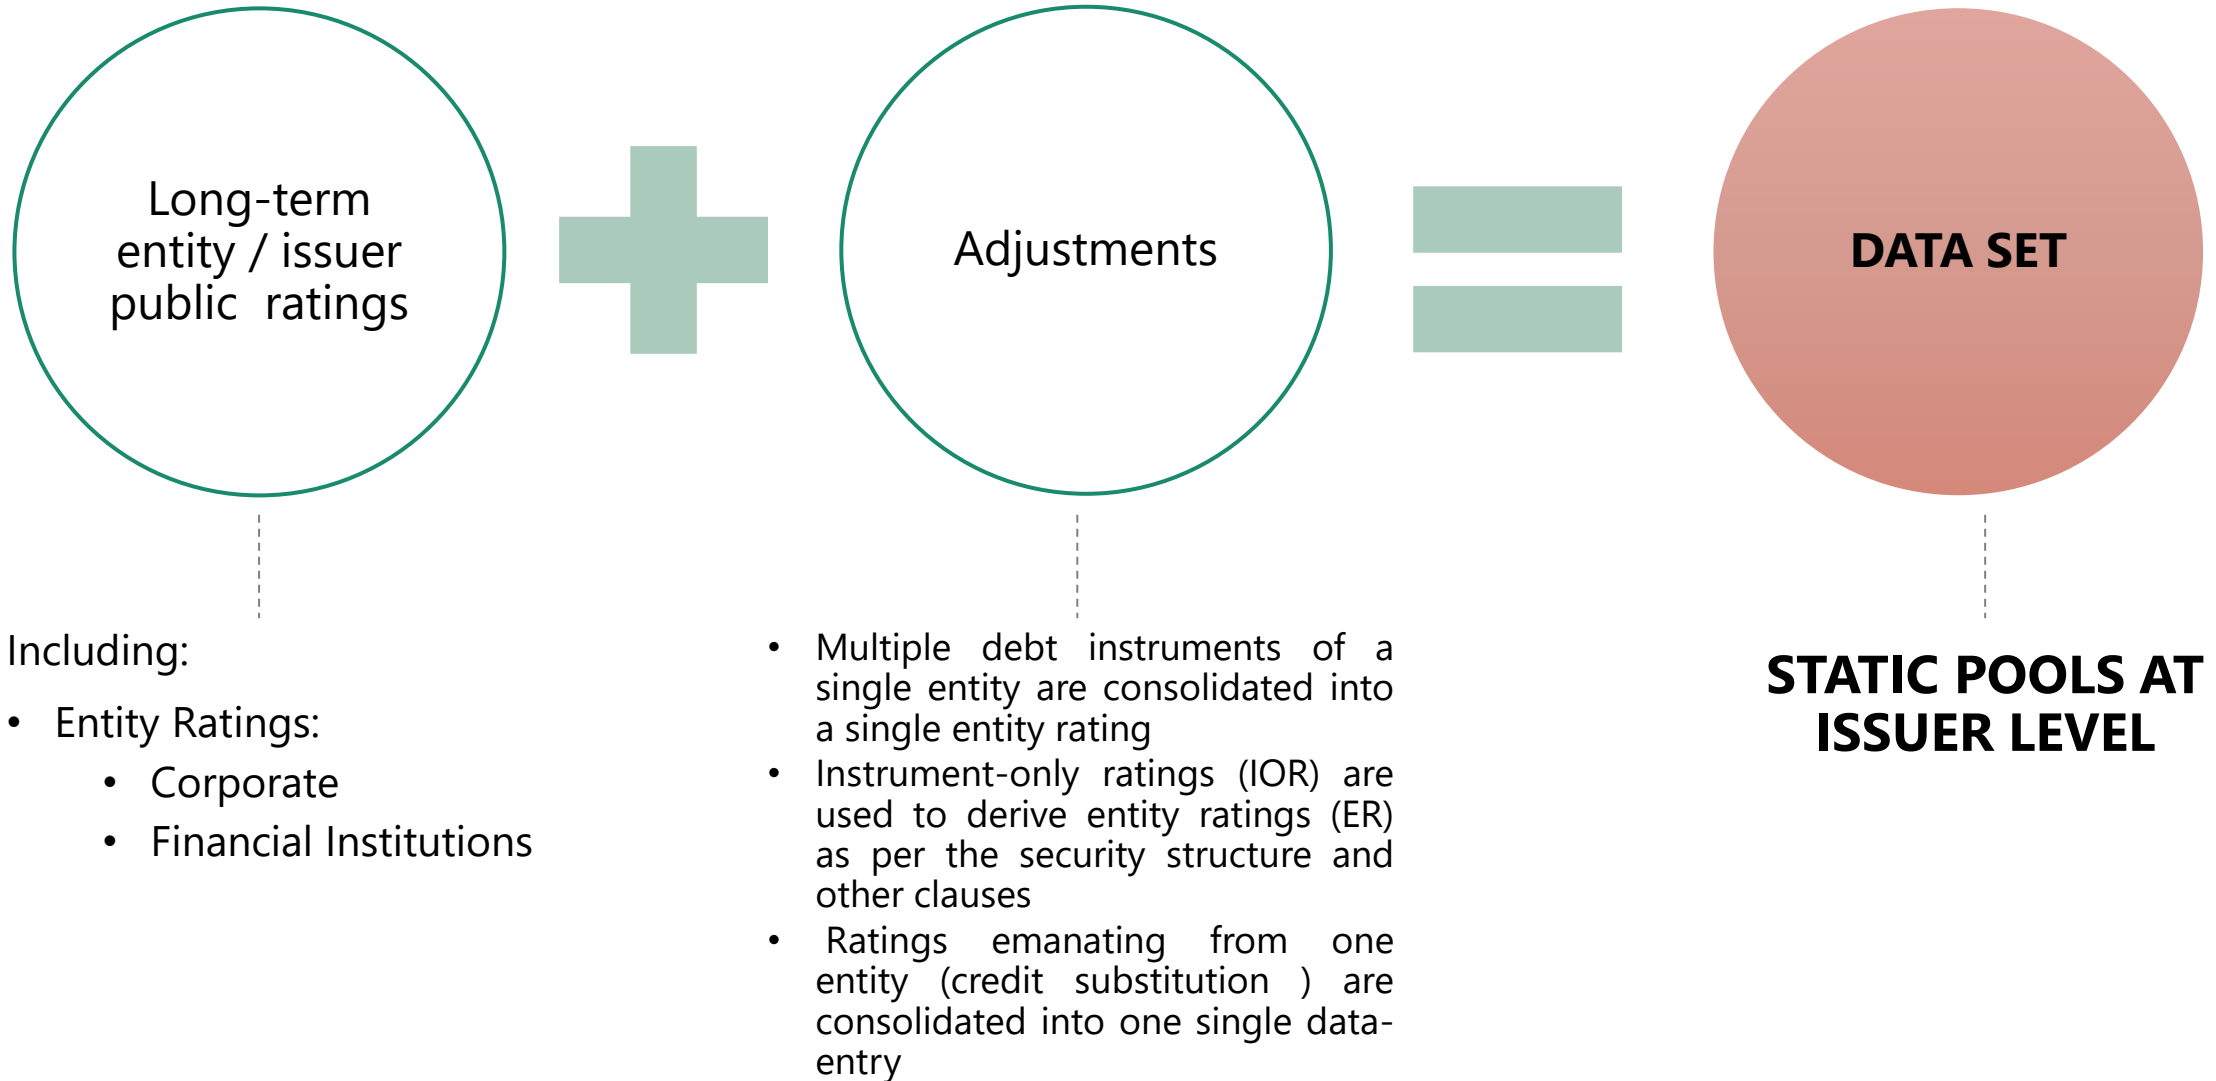 Long-term
entity / issuer
public ratings
Adjustments
DATA SET
Including:
• Entity Ratings:
• Corporate
• Financial Institutions
• Multiple debt instruments of a
single entity are consolidated into
a single entity rating
• Instrument-only ratings (IOR) are
used to derive entity ratings (ER)
as per the security structure and
other clauses
• Ratings emanating from one
entity (credit substitution ) are
consolidated into one single data-
entry
STATIC POOLS AT
ISSUER LEVEL